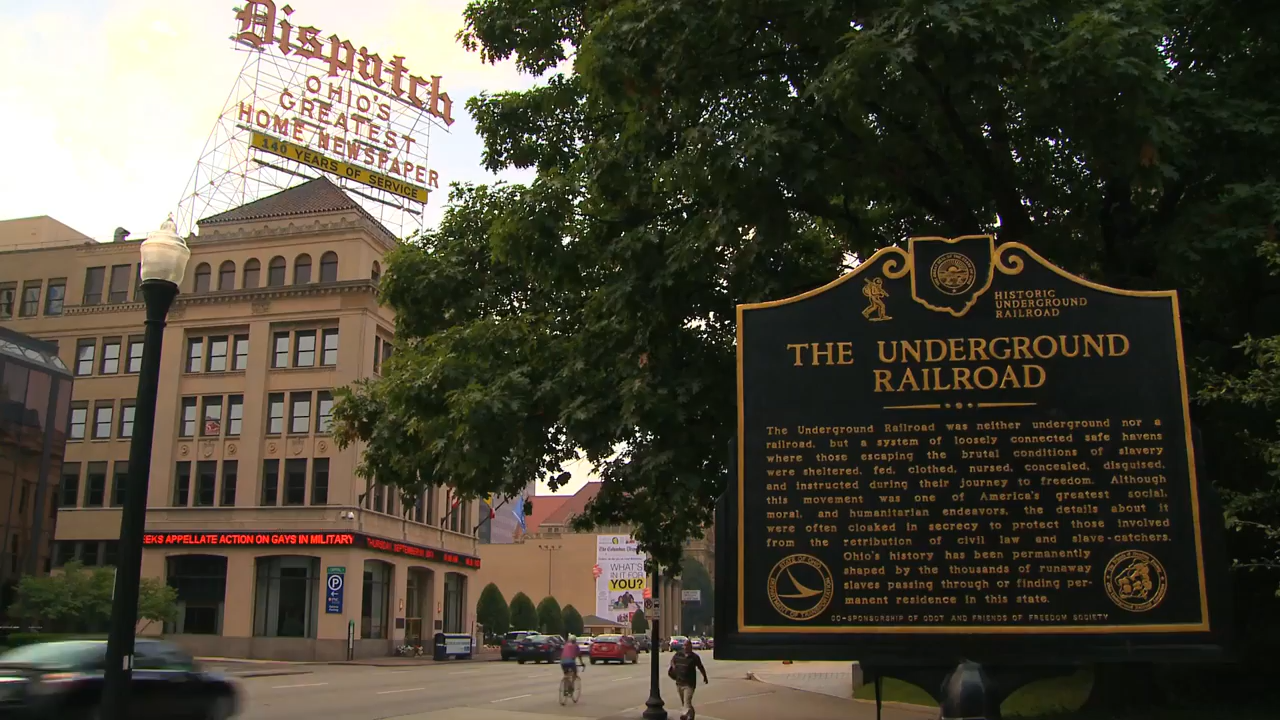 Dispatch
OHIO'S
GREATEST
HOME NEWSPAPER
140 YEARS OF SERVICE
EEKS APPELLATE ACTION ON GAYS IN MILITARY
THURSDAY, SEPTEMBER
P
WHAT'S
IN IT FOR
YOU?
HISTORIC
UNDERGROUND
RAILROAD
THE UNDERGROUND
RAILROAD
The Underground Railroad was neither underground nor a
railroad, but a system of loosely connected safe havens
where those escaping the brutal conditions of slavery
were sheltered, fed, clothed, nursed, concealed, disguised,
and instructed during their journey to freedom. Although
this movement was one of America's greatest social,
moral, and humanitarian endeavors, the details about it
were often cloaked in secrecy to protect those involved
from the retribution of civil law and slave-catchers.
Ohio's history has been permanently
shaped by the thousands of runaway
slaves passing through or finding per-
manent residence in this state.
CO-SPONSORSHIP OF ODOT AND FRIENDS OF FREEDOM SOCIETY